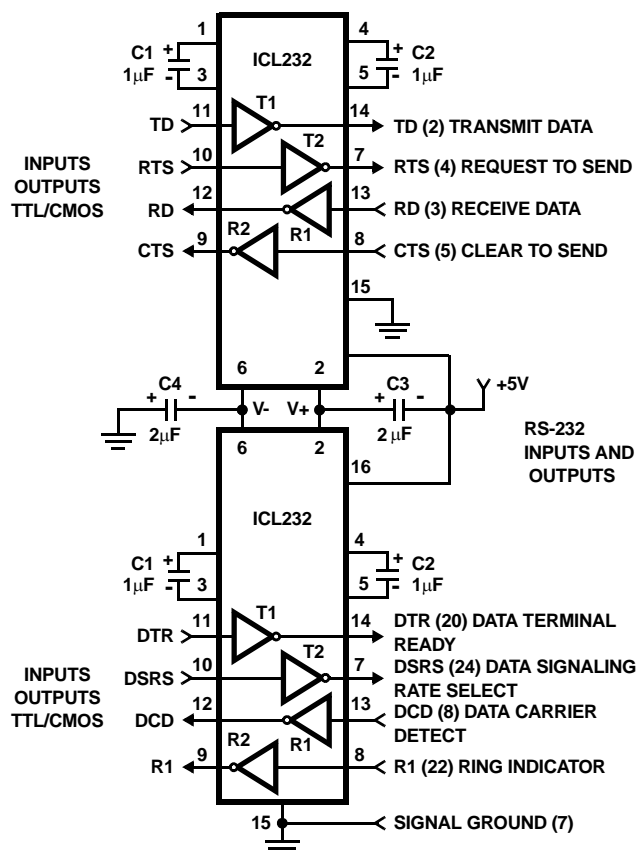 1
4
C1 +
1µF
-
3
ICL232
+ C2
1µF
-
5
T1
11
14
TD
TD (2) TRANSMIT DATA
T2
10
7
INPUTS
OUTPUTS
TTL/CMOS
RTS
RTS (4) REQUEST TO SEND
12
13
RD
RD (3) RECEIVE DATA
R2
R1
9
8
CTS
CTS (5) CLEAR TO SEND
15
6
2
C4
+ -
2µF
V-
V+
C3
+ -
2µF
+5V
RS-232
INPUTS AND
OUTPUTS
6
2
16
ICL232
1
4
C1 +
1µF
-
3
+ C2
1µF
-
5
T1
11
14
DTR
DTR (20) DATA TERMINAL
READY
T2
10
7
INPUTS
OUTPUTS
TTL/CMOS
DSRS
DSRS (24) DATA SIGNALING
RATE SELECT
12
13
DCD
DCD (8) DATA CARRIER
DETECT
R2
R1
9
8
R1
R1 (22) RING INDICATOR
15
SIGNAL GROUND (7)